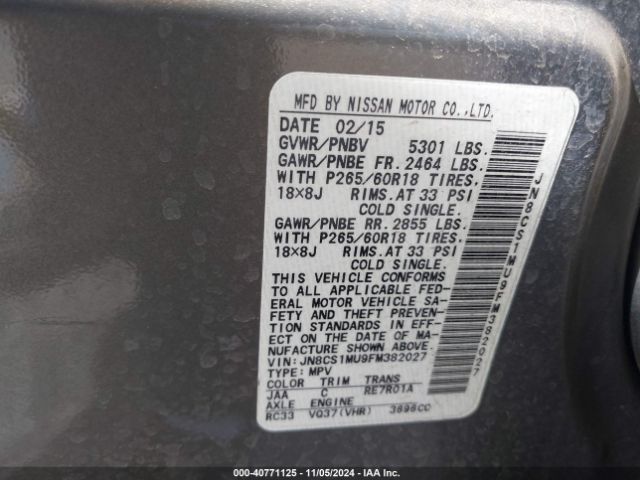 MFD BY NISSAN MOTOR CO.,LTD.
DATE 02/15
GVWR/PNBV 5301 LBS.
GAWR/PNBE FR. 2464 LBS.
WITH P265/60R18 TIRES.
18×8J RIMS. AT 33 PSI
COLD SINGLE.
GAWR/PNBE RR. 2855 LBS.
WITH P265/60R18 TIRES.
18×8J RIMS. AT 33 PSI
COLD SINGLE.
THIS VEHICLE CONFORMS
TO ALL APPLICABLE FED-
ERAL MOTOR VEHICLE SA-
FETY AND THEFT PREVEN-
TION STANDARDS IN EFF-
ECT ON THE DATE OF MA-
NUFACTURE SHOWN ABOVE.
VIN: JN8CS1MU9FM382027
TYPE: MPV
COLOR TRIM TRANS
JAA C RE7R01A
AXLE ENGINE
RC33 VQ37(VHR) 3696CC
JN8CS1MU9FM382027
000-40771125 - 11/05/2024 - IAA Inc.